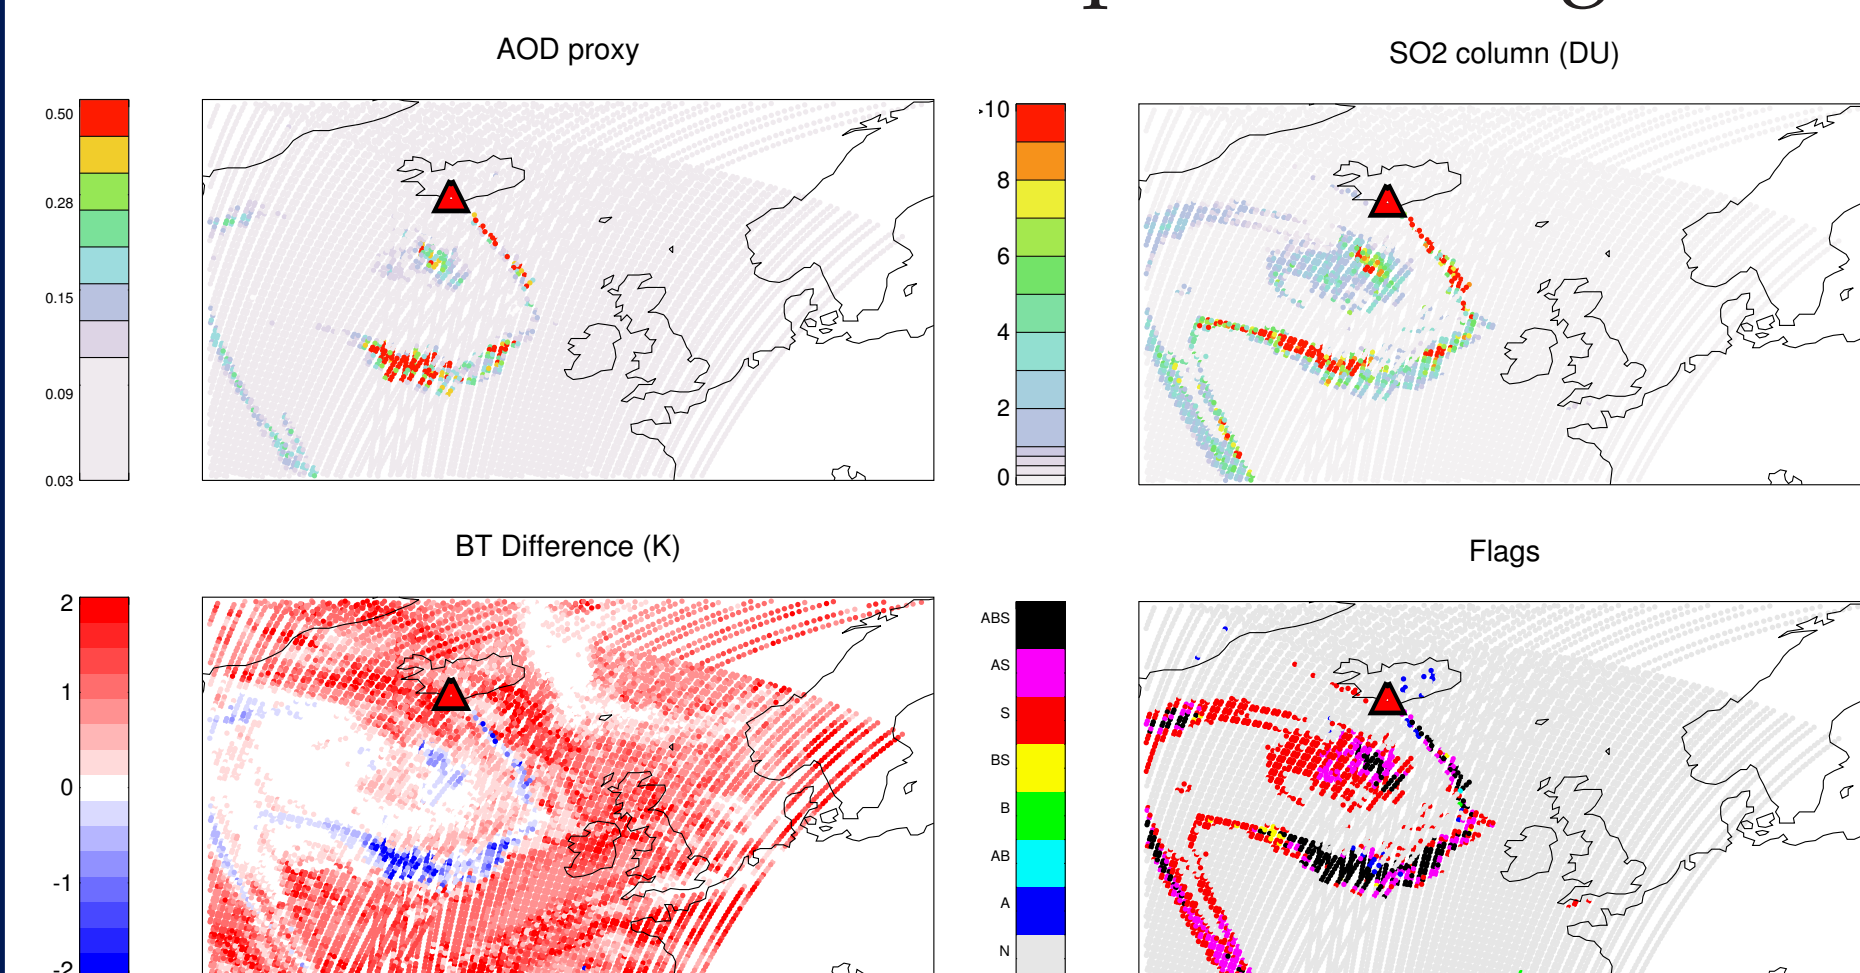 AOD proxy
0.50
0.28
0.15
0.09
0.03
SO2 column (DU)
>10
8
6
4
2
0
BT Difference (K)
2
1
0
-1
-2
Flags
ABS
AS
S
BS
B
AB
A
N